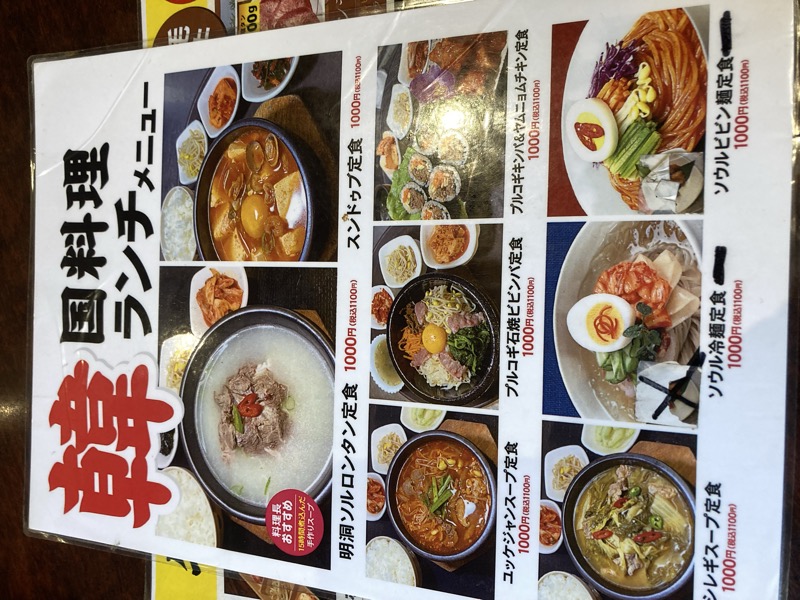 韓国料理
ランチメニュー
料理長
おすすめ
15時間煮込んだ
手作りスープ
明洞ソルロンタン定食 1000円(税込1100円)
スンドゥブ定食 1000円(税込1100円)
ユッケジャンスープ定食
1000円(税込1100円)
プルコギ石焼ビビンバ定食
1000円(税込1100円)
プルコギキンパ&ヤムニョムチキン定食
1000円(税込1100円)
シレギスープ定食
1000円(税込1100円)
ソウル冷麺定食
1000円(税込1100円)
ソウルビビン麺定食
1000円(税込1100円)